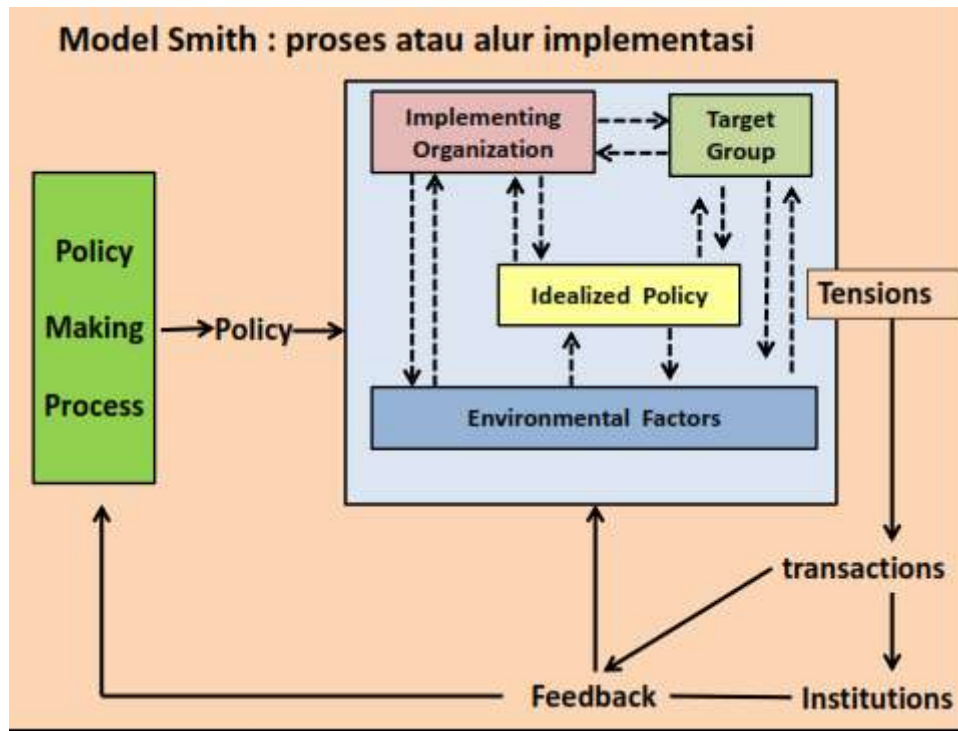 Model Smith : proses atau alur implementasi
Implementing
Organization
Target
Group
Policy
Making
Process
Policy
Idealized Policy
Tensions
Environmental Factors
transactions
Feedback
Institutions